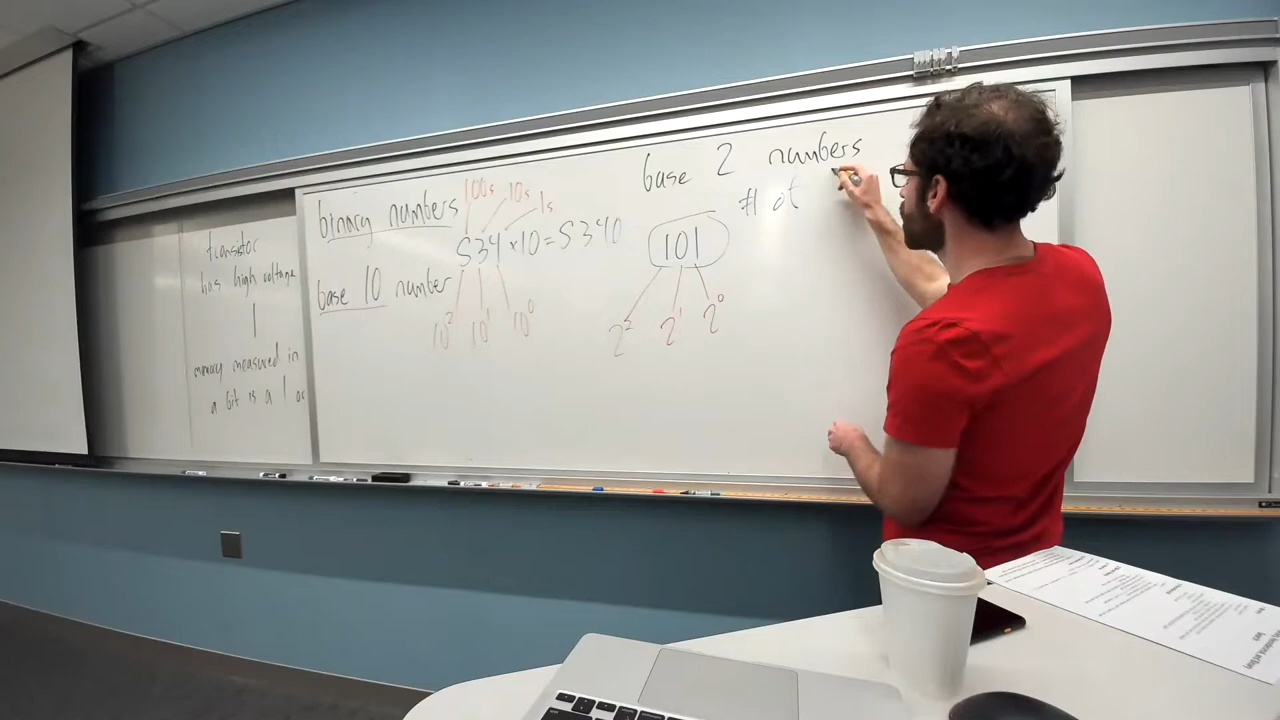 transistor
has high voltage
1
memory measured in
a bit is a 1 or
binary numbers
100s 10s 1s
534 x 10 = 5340
base 10 number
10² 10¹ 10⁰
base 2 numbers
# of
101
2² 2¹ 2⁰